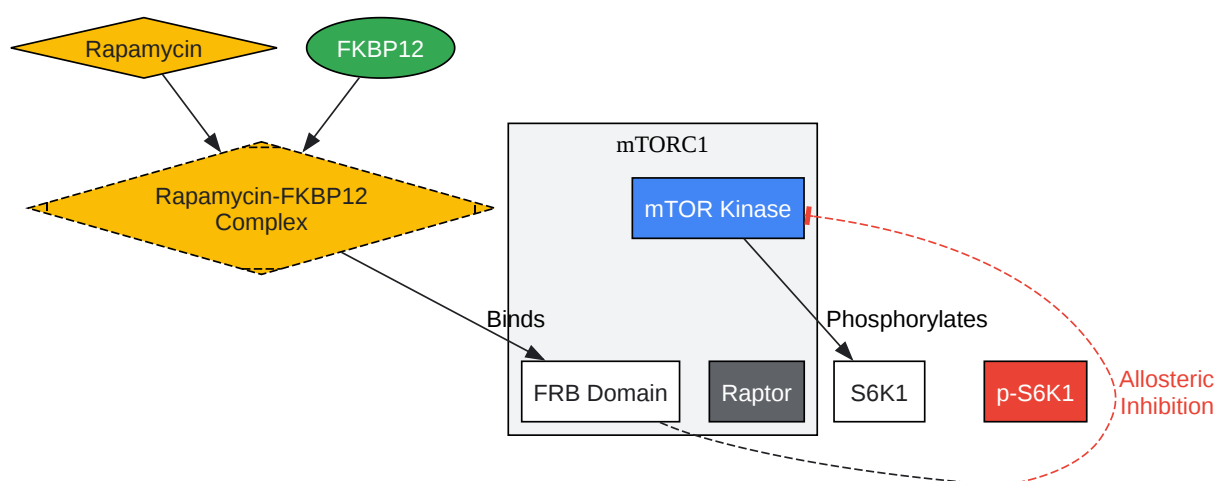 Rapamycin
FKBP12
mTORC1
Rapamycin-FKBP12
Complex
mTOR Kinase
Binds
Phosphorylates
FRB Domain
Raptor
S6K1
p-S6K1
Allosteric
Inhibition